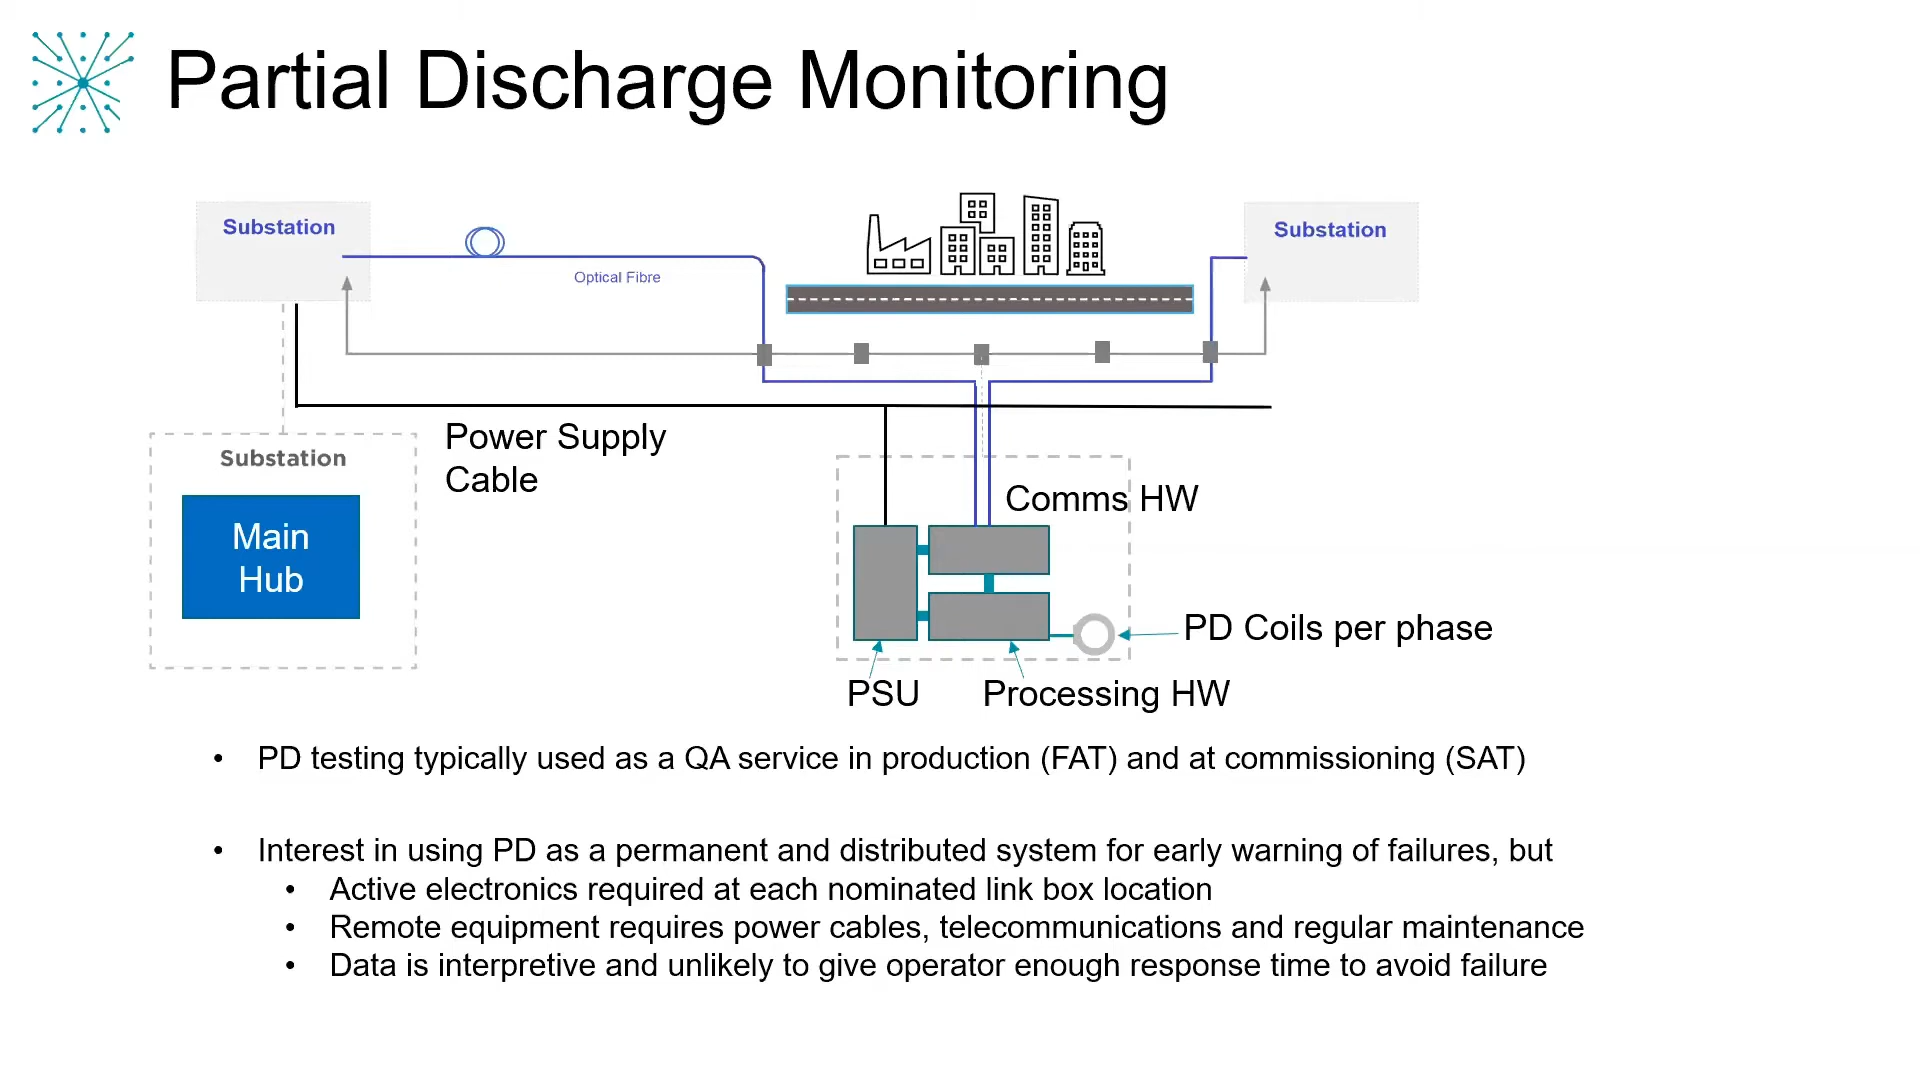 Partial Discharge Monitoring
Substation
Substation
Optical Fibre
Power Supply
Cable
Substation
Main
Hub
Comms HW
PD Coils per phase
PSU
Processing HW
• PD testing typically used as a QA service in production (FAT) and at commissioning (SAT)
• Interest in using PD as a permanent and distributed system for early warning of failures, but
• Active electronics required at each nominated link box location
• Remote equipment requires power cables, telecommunications and regular maintenance
• Data is interpretive and unlikely to give operator enough response time to avoid failure